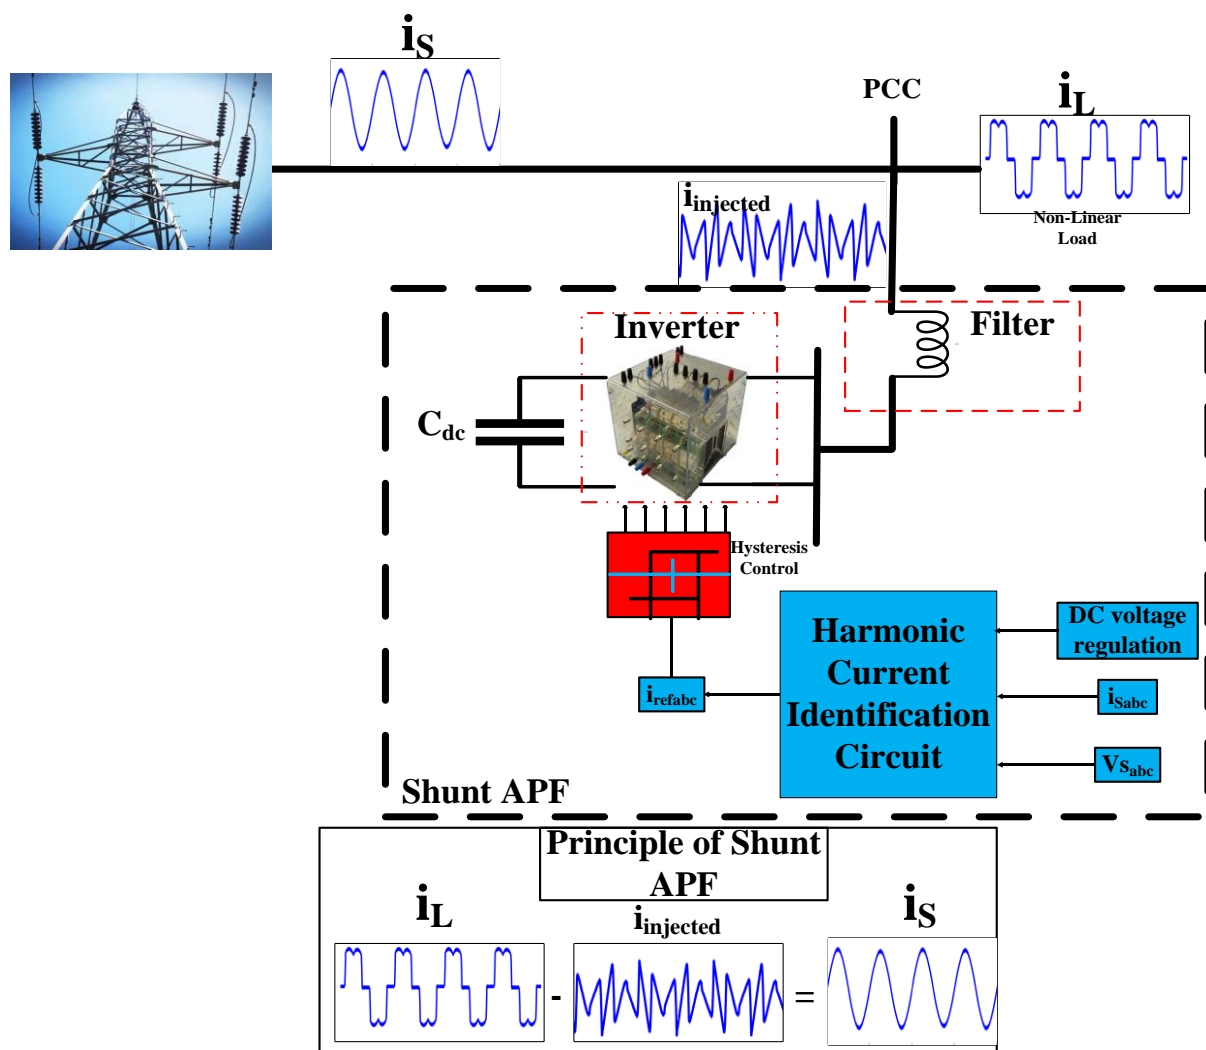 iS
PCC
iL
iinjected
Non-Linear
Load
Inverter
Filter
Cdc
Hysteresis
Control
Harmonic
Current
Identification
Circuit
DC voltage
regulation
irefabc
iSabc
Vsabc
Shunt APF
Principle of Shunt
APF
iL
iinjected
iS
- =